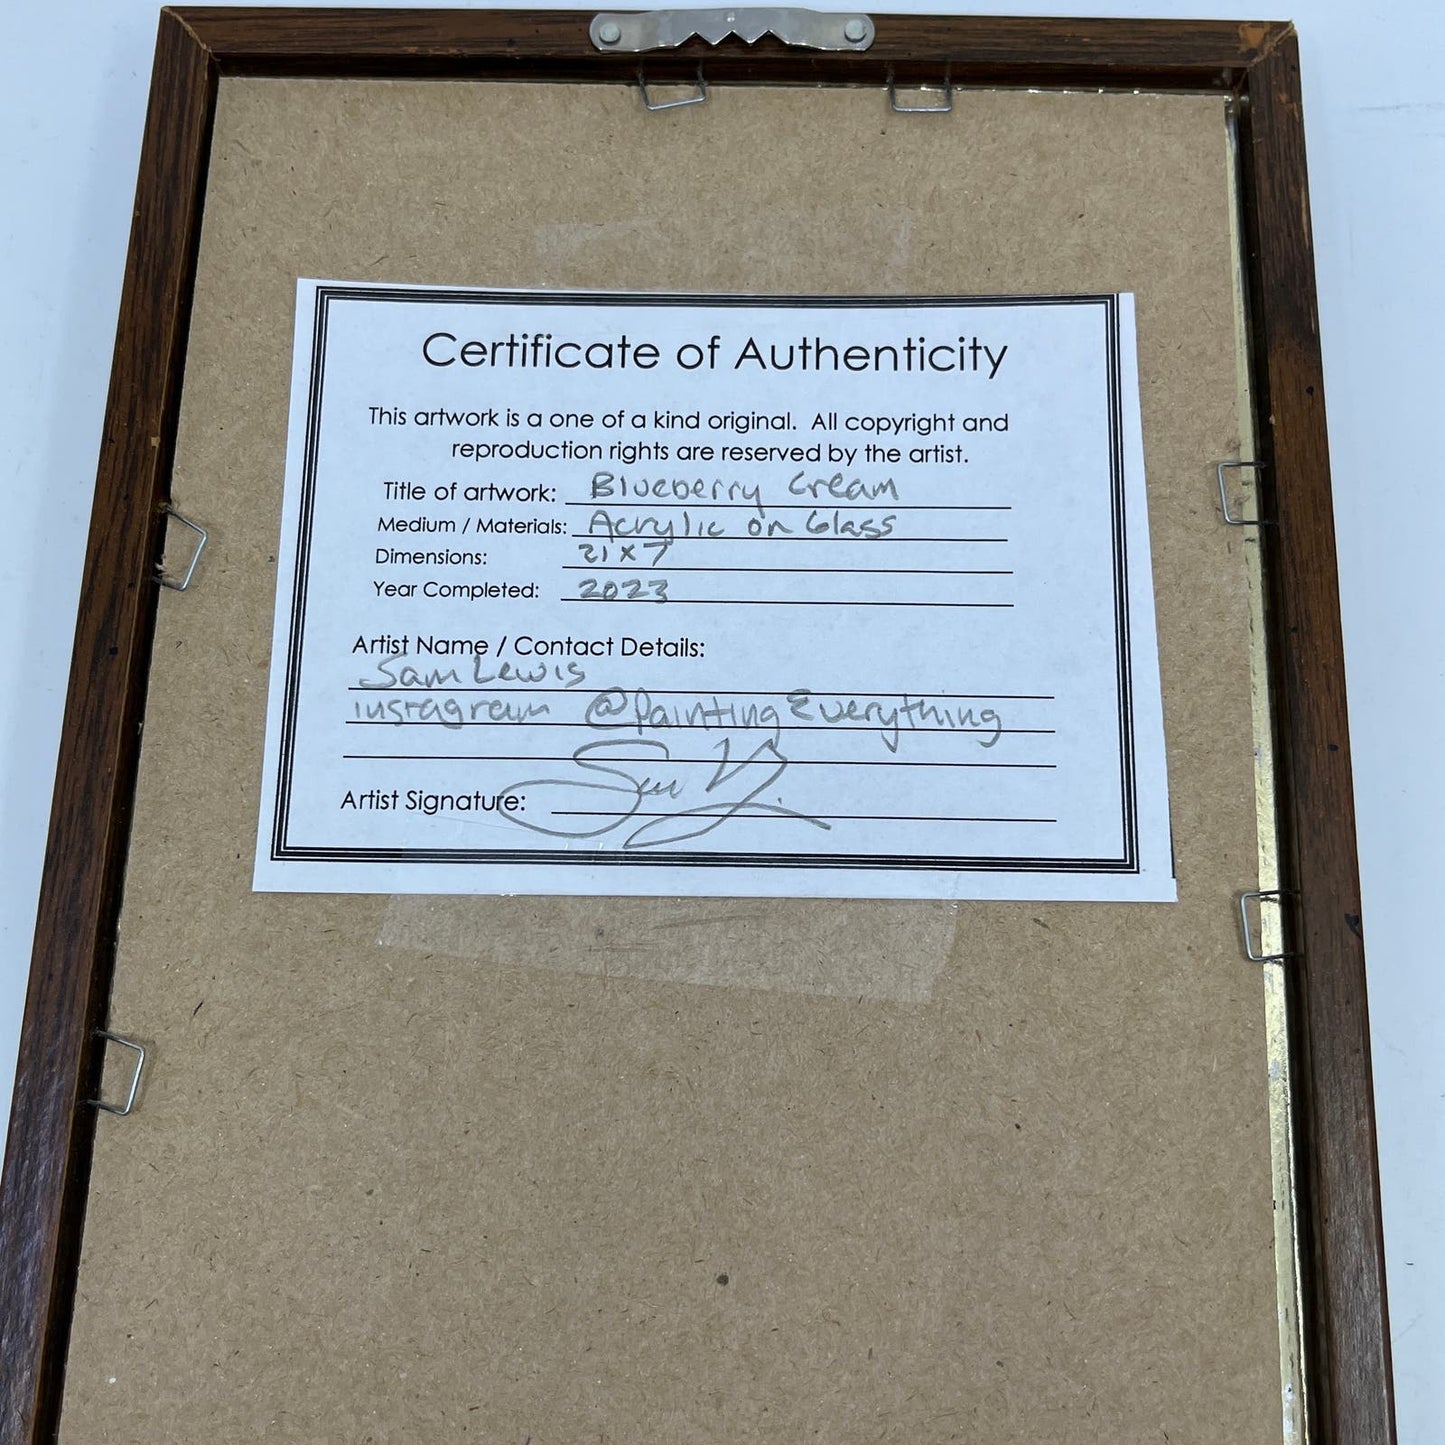 Certificate of Authenticity
This artwork is a one of a kind original. All copyright and
reproduction rights are reserved by the artist.
Title of artwork: Blueberry Cream
Medium / Materials: Acrylic on Glass
Dimensions: 21 x 7
Year Completed: 2023
Artist Name / Contact Details:
Sam Lewis
instagram @PaintingEverything
Artist Signature: